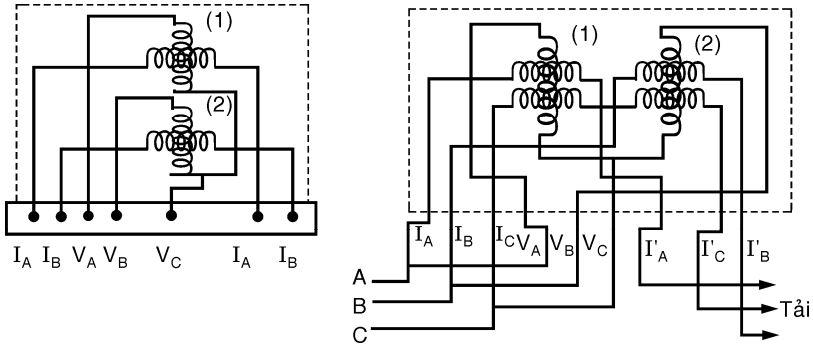 (1)
(2)
I_A I_B V_A V_B V_C I_A I_B
(1) (2)
I_A I_B I_C V_A V_B V_C I'_A I'_C I'_B
A
B
C
Tải